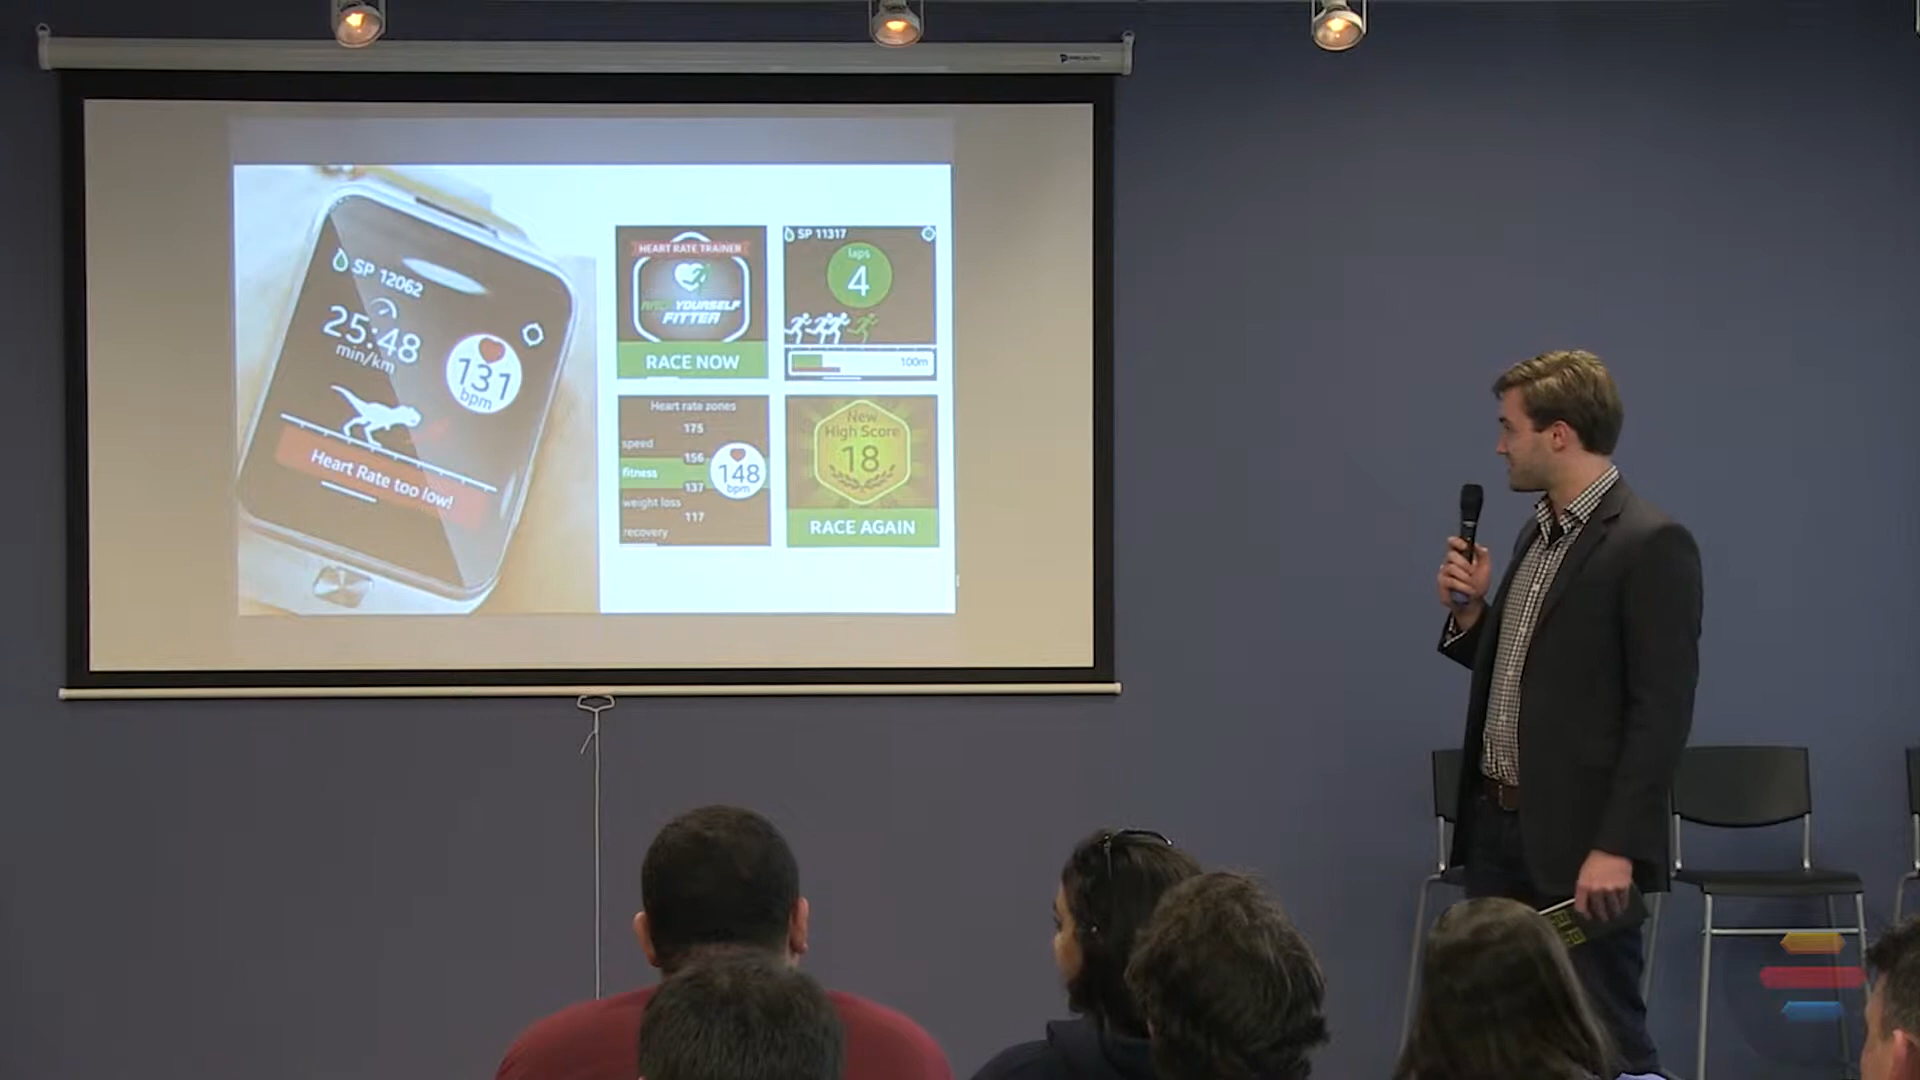 SP 12062
25:48
min/km
131
bpm
Heart Rate too low!
HEART RATE TRAINER
RACE YOURSELF
FITTER
RACE NOW
SP 11317
laps
4
100m
Heart rate zones
175
speed
156
fitness
148
bpm
137
weight loss
117
recovery
New
High Score
18
RACE AGAIN